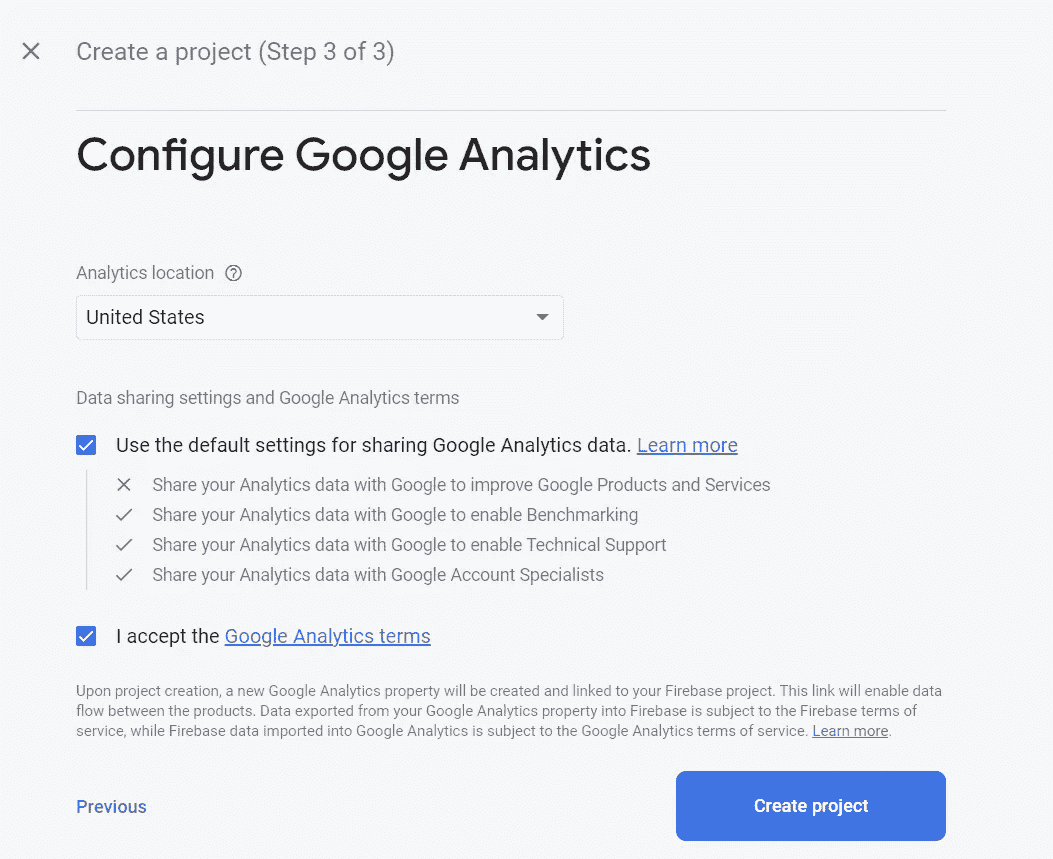 Create a project (Step 3 of 3)
Configure Google Analytics
Analytics location
United States
Data sharing settings and Google Analytics terms
Use the default settings for sharing Google Analytics data. Learn more
Share your Analytics data with Google to improve Google Products and Services
Share your Analytics data with Google to enable Benchmarking
Share your Analytics data with Google to enable Technical Support
Share your Analytics data with Google Account Specialists
I accept the Google Analytics terms
Upon project creation, a new Google Analytics property will be created and linked to your Firebase project. This link will enable data
flow between the products. Data exported from your Google Analytics property into Firebase is subject to the Firebase terms of
service, while Firebase data imported into Google Analytics is subject to the Google Analytics terms of service. Learn more.
Previous
Create project